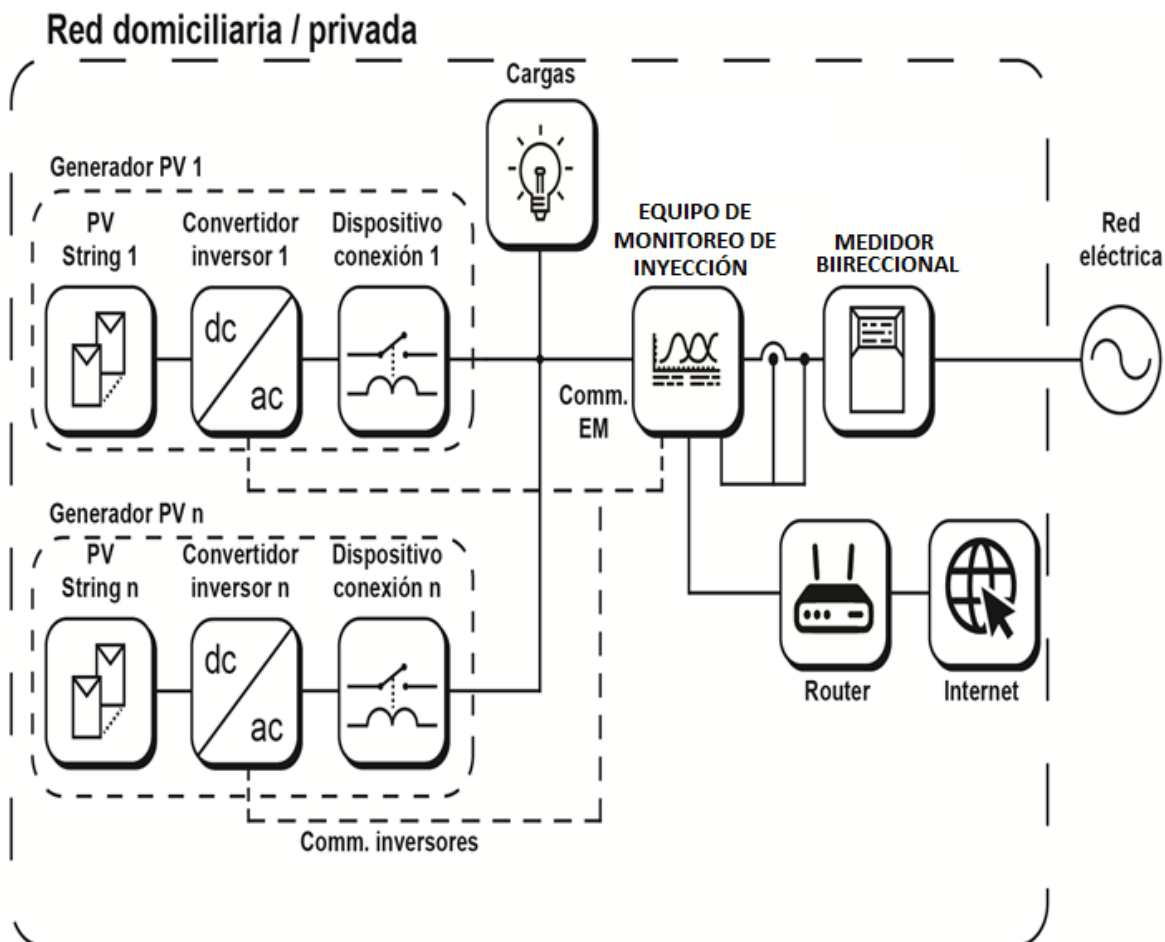 Red domiciliaria / privada
Cargas
Generador PV 1
PV
String 1
Convertidor
inversor 1
Dispositivo
conexión 1
dc
ac
EQUIPO DE
MONITOREO DE
INYECCIÓN
MEDIDOR
BIIRECCIONAL
Red
eléctrica
Comm.
EM
Generador PV n
PV
String n
Convertidor
inversor n
Dispositivo
conexión n
dc
ac
Router
Internet
Comm. inversores